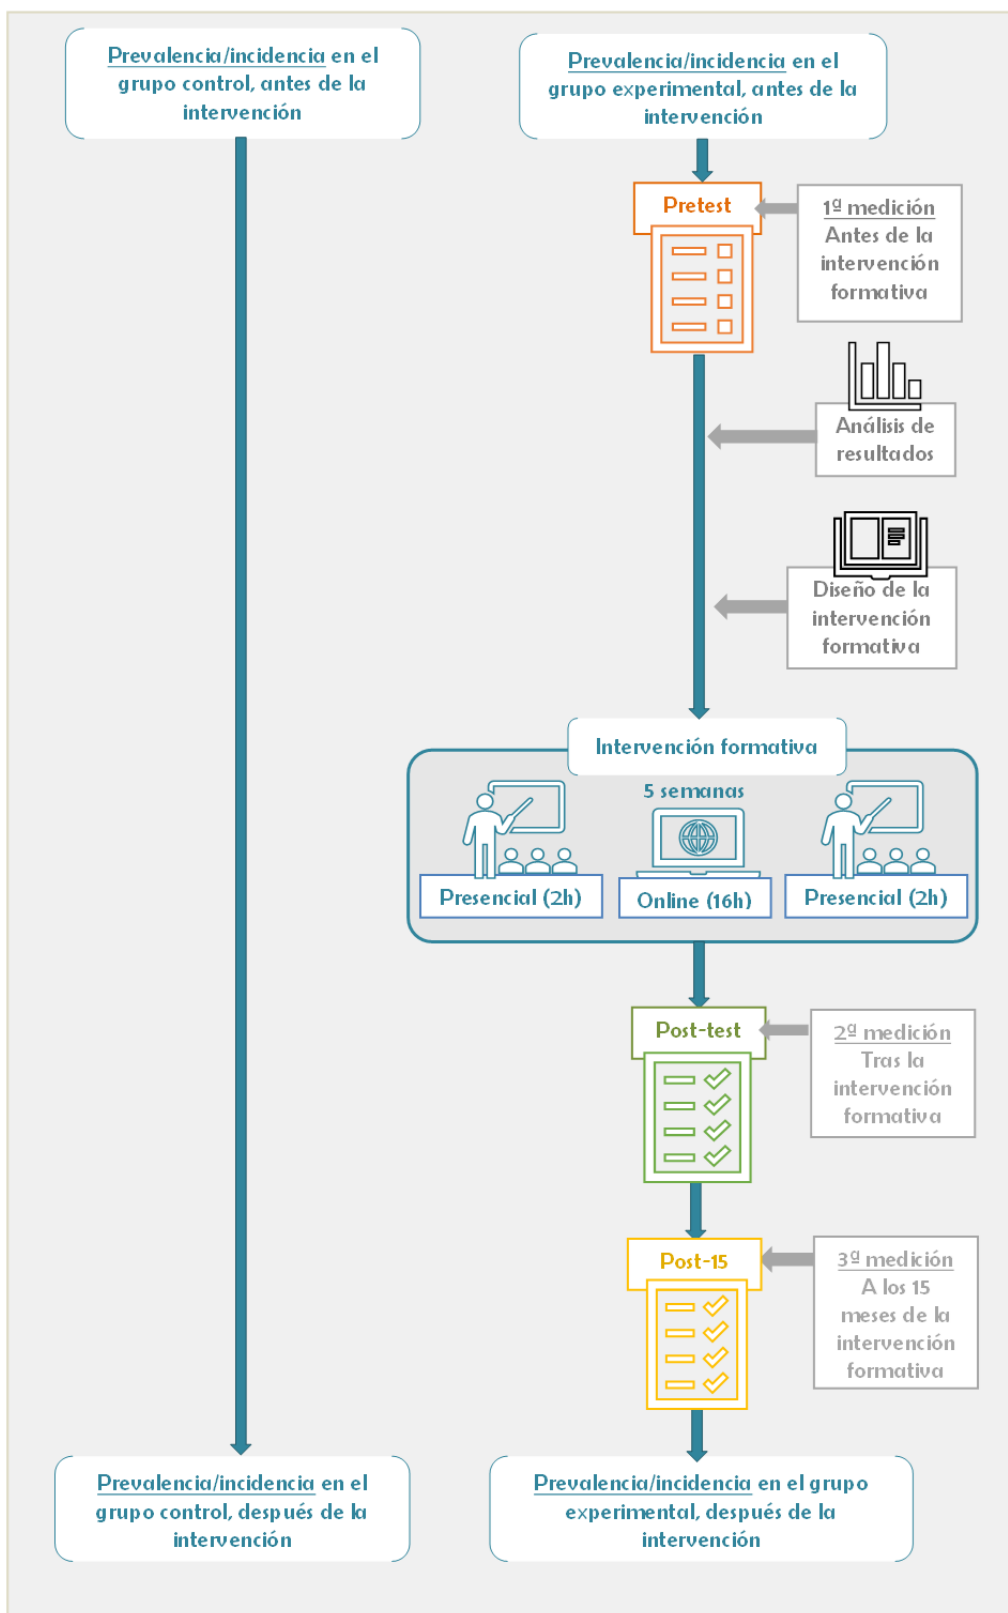 Prevalencia/incidencia en el
grupo control, antes de la
intervención
Prevalencia/incidencia en el
grupo experimental, antes de la
intervención
Pretest
1ª medición
Antes de la
intervención
formativa
Análisis de
resultados
Diseño de la
intervención
formativa
Intervención formativa
5 semanas
Presencial (2h)
Online (16h)
Presencial (2h)
Post-test
2ª medición
Tras la
intervención
formativa
Post-15
3ª medición
A los 15
meses de la
intervención
formativa
Prevalencia/incidencia en el
grupo control, después de la
intervención
Prevalencia/incidencia en el grupo
experimental, después de la
intervención